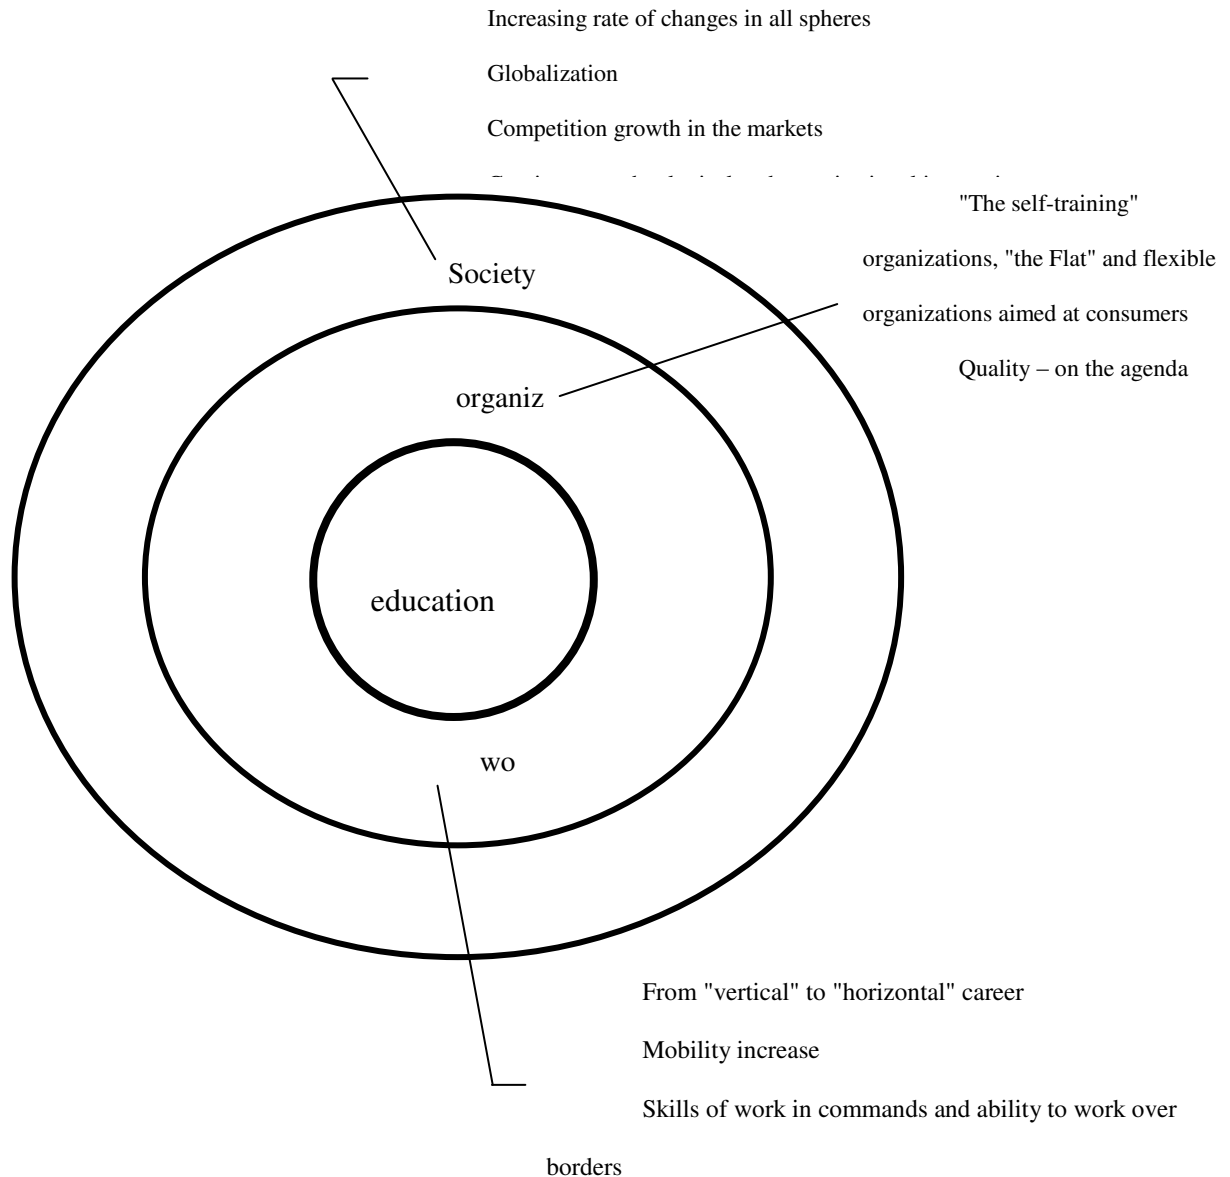 Increasing rate of changes in all spheres
Globalization
Competition growth in the markets
"The self-training"
organizations, "the Flat" and flexible
organizations aimed at consumers
Quality – on the agenda
Society
organiz
education
wo
From "vertical" to "horizontal" career
Mobility increase
Skills of work in commands and ability to work over
borders